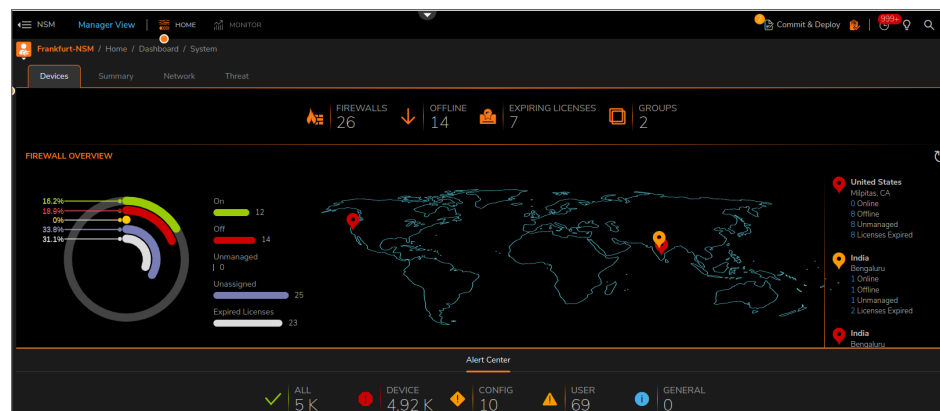 NSM Manager View HOME MONITOR 2 Commit & Deploy 999+
Frankfurt-NSM / Home / Dashboard / System
Devices Summary Network Threat
FIREWALLS
26
OFFLINE
14
EXPIRING LICENSES
7
GROUPS
2
FIREWALL OVERVIEW
16.2%
18.9%
0%
33.8%
31.1%
On
12
Off
14
Unmanaged
0
Unassigned
25
Expired Licenses
23
United States
Milpitas, CA
0 Online
8 Offline
8 Unmanaged
8 Licenses Expired
India
Bengaluru
1 Online
1 Offline
1 Unmanaged
2 Licenses Expired
India
Bengaluru
Alert Center
ALL
5 K
DEVICE
4.92 K
CONFIG
10
USER
69
GENERAL
0